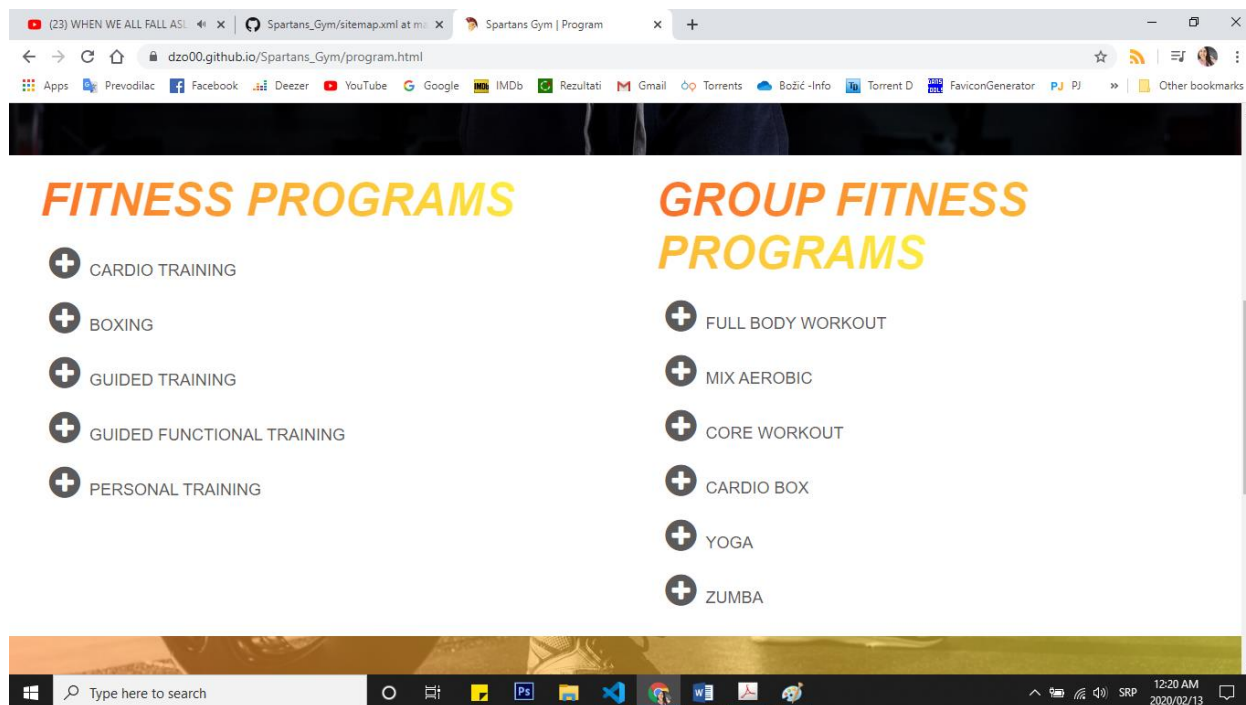 (23) WHEN WE ALL FALL ASL
Spartans_Gym/sitemap.xml at ma
Spartans Gym | Program
dzo00.github.io/Spartans_Gym/program.html
Apps Prevodilac Facebook Deezer YouTube Google IMDb Rezultati Gmail Torrents Božić -Info Torrent D FaviconGenerator PJ PJ » Other bookmarks
FITNESS PROGRAMS
CARDIO TRAINING
BOXING
GUIDED TRAINING
GUIDED FUNCTIONAL TRAINING
PERSONAL TRAINING
GROUP FITNESS
PROGRAMS
FULL BODY WORKOUT
MIX AEROBIC
CORE WORKOUT
CARDIO BOX
YOGA
ZUMBA
Type here to search
Ps
SRP
12:20 AM
2020/02/13